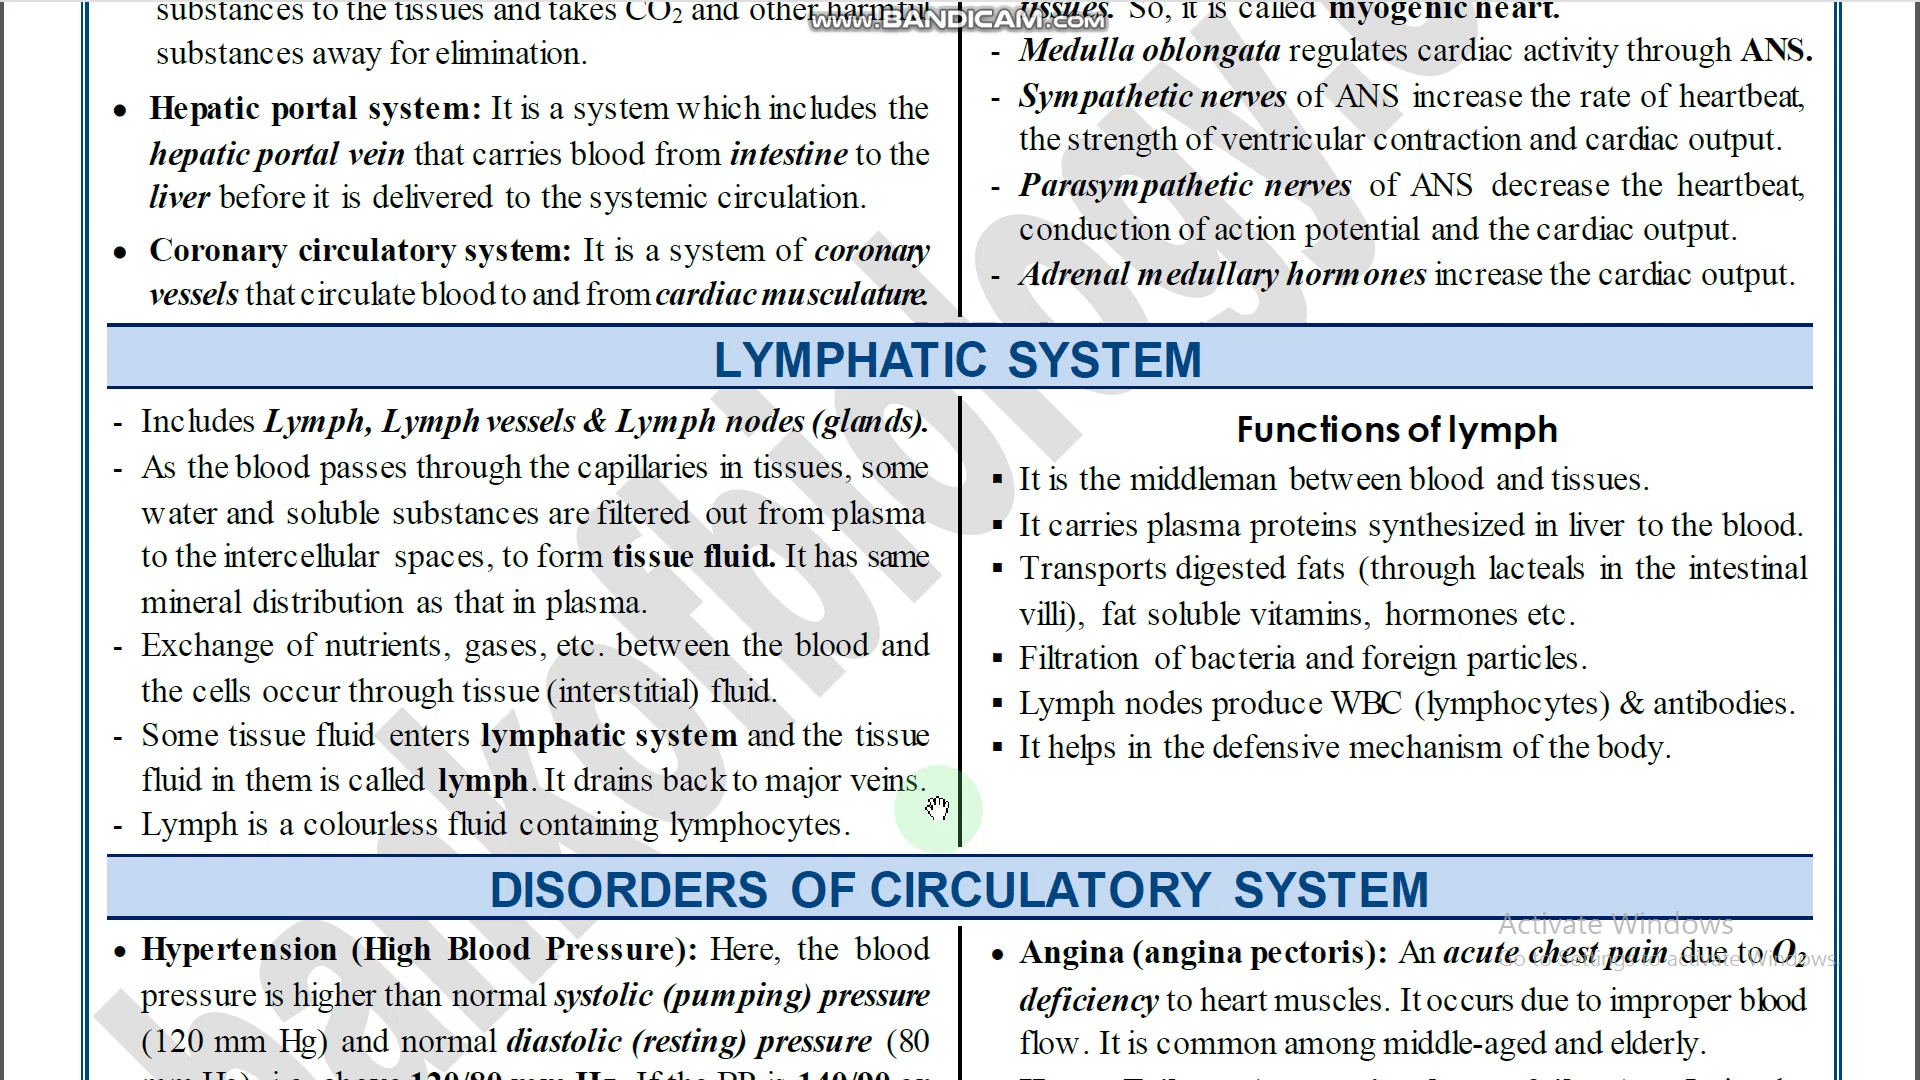 substances to the tissues and takes CO2 and other harmful
substances away for elimination.
• Hepatic portal system: It is a system which includes the
hepatic portal vein that carries blood from intestine to the
liver before it is delivered to the systemic circulation.
• Coronary circulatory system: It is a system of coronary
vessels that circulate blood to and from cardiac musculature.
www.BANDICAM.com
tissues. So, it is called myogenic heart.
- Medulla oblongata regulates cardiac activity through ANS.
- Sympathetic nerves of ANS increase the rate of heartbeat,
the strength of ventricular contraction and cardiac output.
- Parasympathetic nerves of ANS decrease the heartbeat,
conduction of action potential and the cardiac output.
- Adrenal medullary hormones increase the cardiac output.
LYMPHATIC SYSTEM
- Includes Lymph, Lymph vessels & Lymph nodes (glands).
- As the blood passes through the capillaries in tissues, some
water and soluble substances are filtered out from plasma
to the intercellular spaces, to form tissue fluid. It has same
mineral distribution as that in plasma.
- Exchange of nutrients, gases, etc. between the blood and
the cells occur through tissue (interstitial) fluid.
- Some tissue fluid enters lymphatic system and the tissue
fluid in them is called lymph. It drains back to major veins.
- Lymph is a colourless fluid containing lymphocytes.
Functions of lymph
▪ It is the middleman between blood and tissues.
▪ It carries plasma proteins synthesized in liver to the blood.
▪ Transports digested fats (through lacteals in the intestinal
villi), fat soluble vitamins, hormones etc.
▪ Filtration of bacteria and foreign particles.
▪ Lymph nodes produce WBC (lymphocytes) & antibodies.
▪ It helps in the defensive mechanism of the body.
DISORDERS OF CIRCULATORY SYSTEM
• Hypertension (High Blood Pressure): Here, the blood
pressure is higher than normal systolic (pumping) pressure
(120 mm Hg) and normal diastolic (resting) pressure (80
• Angina (angina pectoris): An acute chest pain due to O2
deficiency to heart muscles. It occurs due to improper blood
flow. It is common among middle-aged and elderly.
Activate Windows
Go to Settings to activate Windows.